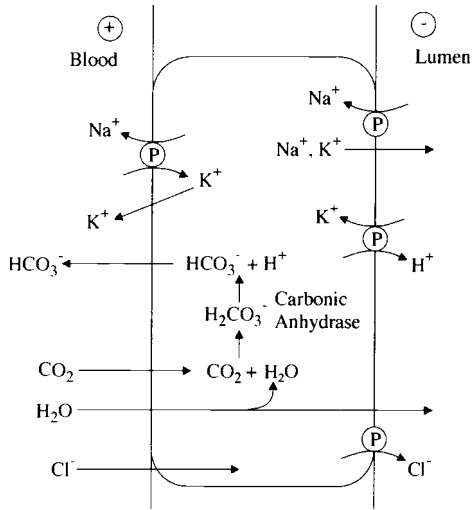 + -
Blood Lumen
Na⁺
Na⁺
P
Na⁺, K⁺
P
K⁺
K⁺
K⁺
P
HCO₃⁻ HCO₃⁻ + H⁺
H⁺
H₂CO₃⁻ Carbonic
Anhydrase
CO₂ CO₂ + H₂O
H₂O
P
Cl⁻ Cl⁻